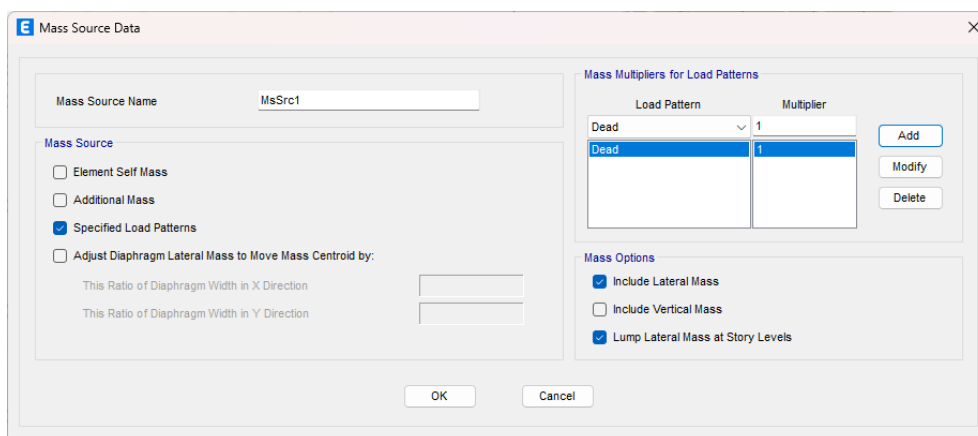 E Mass Source Data
Mass Source Name MsSrc1
Mass Source
Element Self Mass
Additional Mass
Specified Load Patterns
Adjust Diaphragm Lateral Mass to Move Mass Centroid by:
This Ratio of Diaphragm Width in X Direction
This Ratio of Diaphragm Width in Y Direction
Mass Multipliers for Load Patterns
Load Pattern Multiplier
Dead 1
Dead 1
Add
Modify
Delete
Mass Options
Include Lateral Mass
Include Vertical Mass
Lump Lateral Mass at Story Levels
OK Cancel